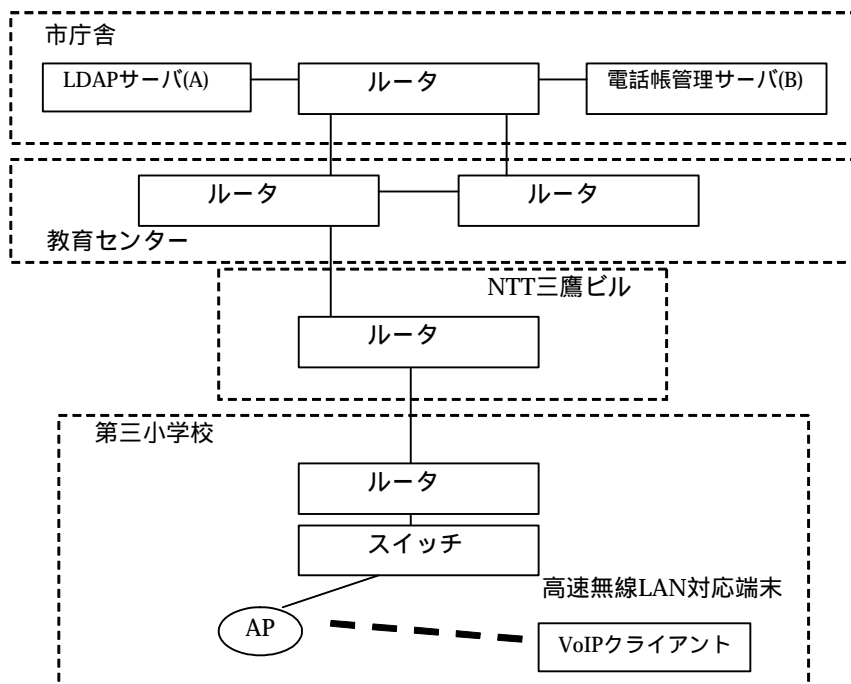 市庁舎
LDAPサーバ(A)
ルータ
電話帳管理サーバ(B)
ルータ
ルータ
教育センター
NTT三鷹ビル
ルータ
第三小学校
ルータ
スイッチ
高速無線LAN対応端末
AP
VoIPクライアント